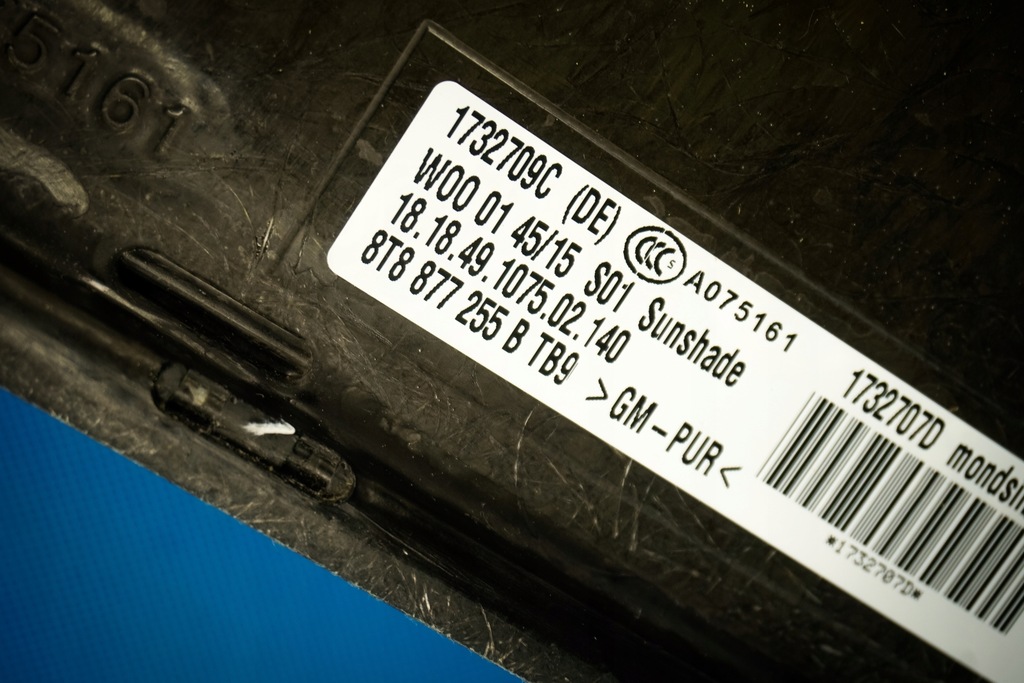 5161
1732709C (DE) CCC S A075161
W00 01 45/15 S01 Sunshade
18.18.49.1075.02.140
8T8 877 255 B TB9 >GM-PUR<
1732707D
*1732707D*